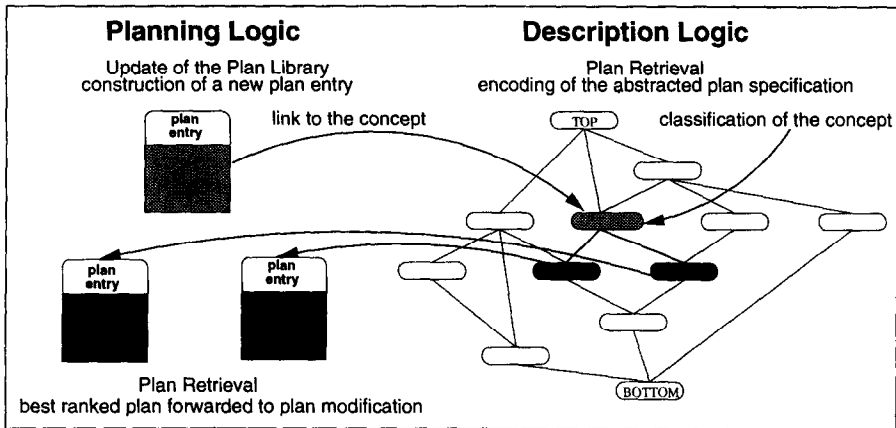 Planning Logic
Description Logic
Update of the Plan Library
construction of a new plan entry
Plan Retrieval
encoding of the abstracted plan specification
plan
entry
link to the concept
TOP
classification of the concept
plan
entry
plan
entry
Plan Retrieval
best ranked plan forwarded to plan modification
BOTTOM